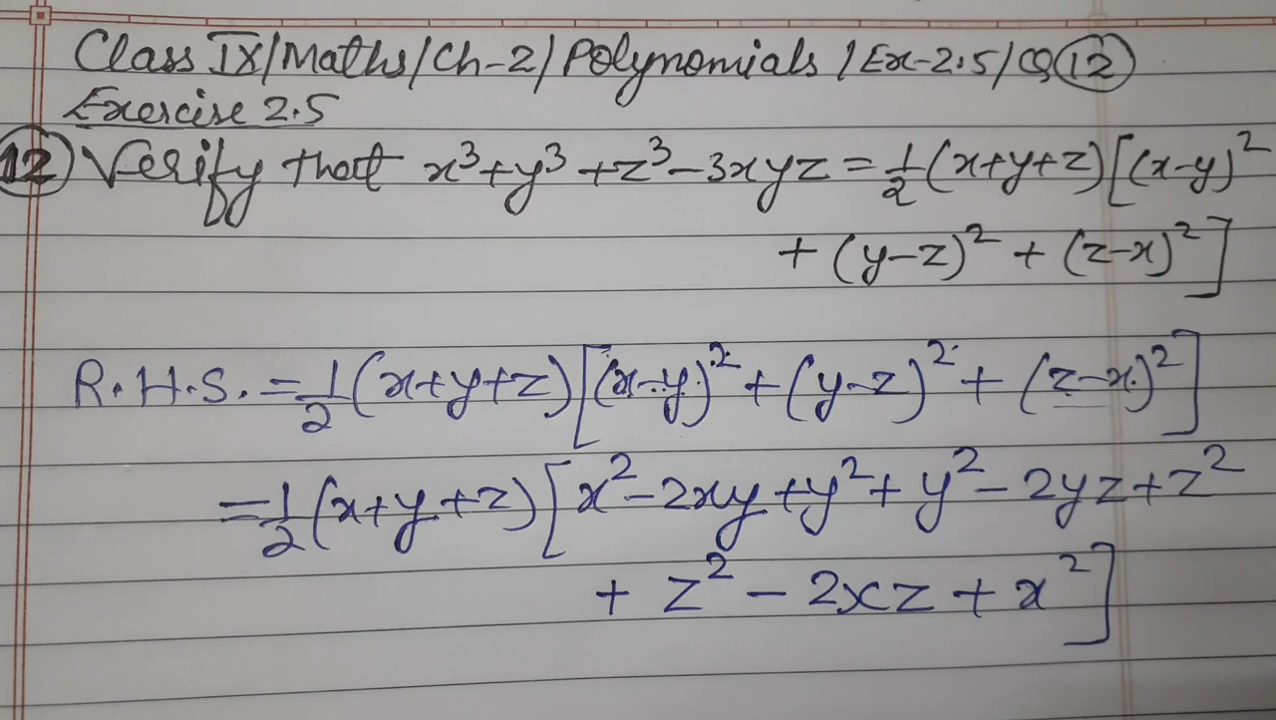 Class IX/Maths/Ch-2/Polynomials/Ex-2.5/Q12
Exercise 2.5
12) Verify that x³+y³+z³-3xyz=½(x+y+z)[(x-y)²
+(y-z)²+(z-x)²]
R.H.S.=½(x+y+z)[(x-y)²+(y-z)²+(z-x)²]
=½(x+y+z)[x²-2xy+y²+y²-2yz+z²
+z²-2xz+x²]